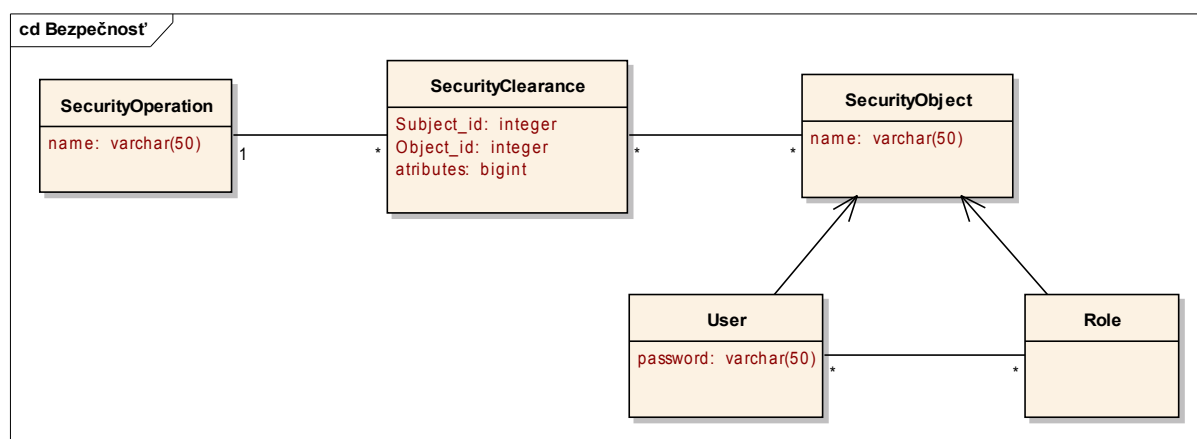 cd Bezpečnosť
SecurityOperation
name: varchar(50)
SecurityClearance
Subject_id: integer
Object_id: integer
atributes: bigint
SecurityObject
name: varchar(50)
1
*
*
*
User
password: varchar(50)
Role
*
*